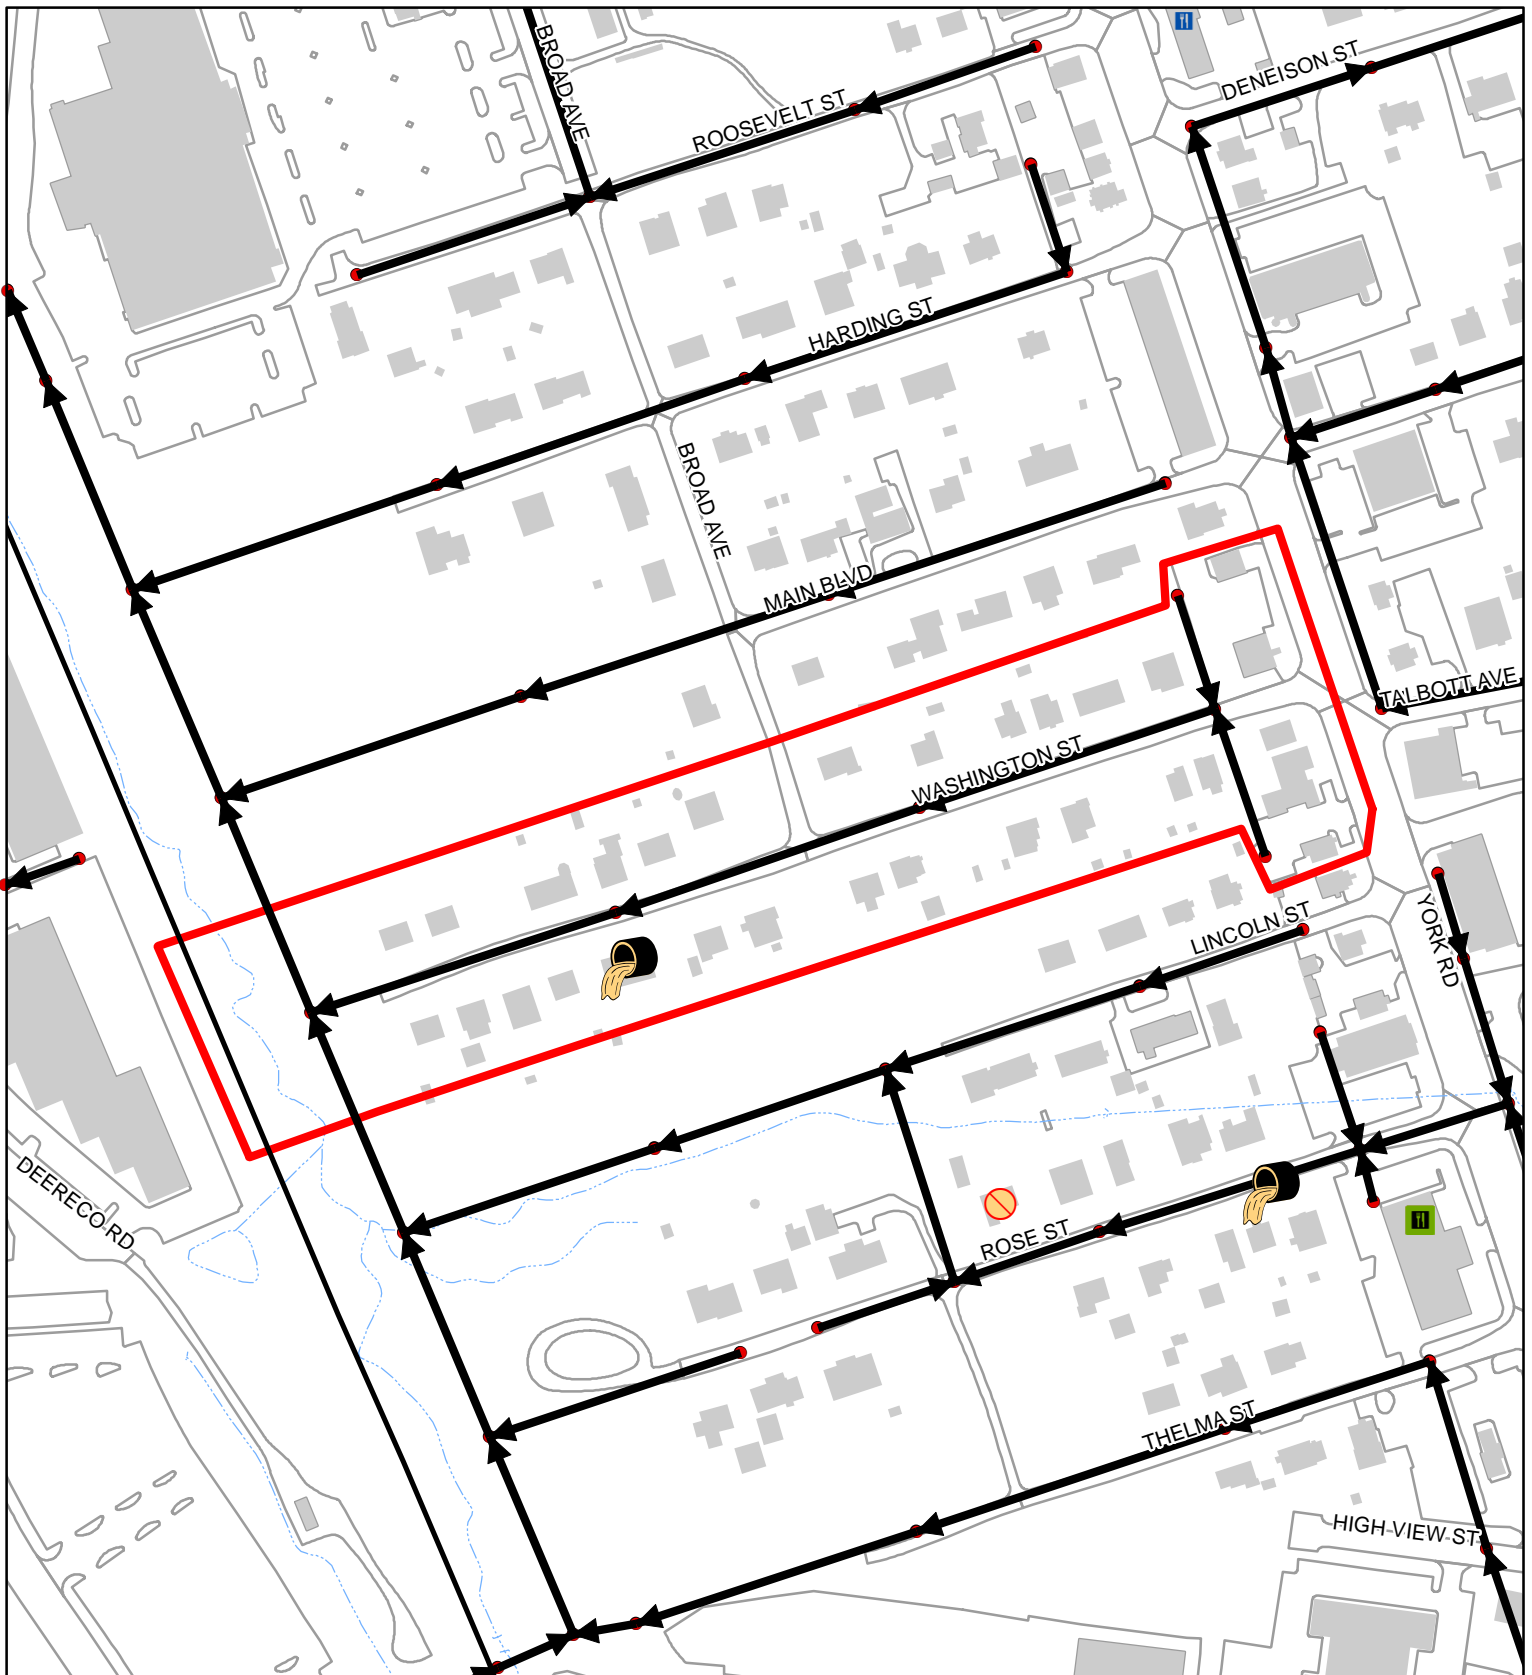 BROAD AVE
DENEISON ST
ROOSEVELT ST
HARDING ST
BROAD AVE
MAIN BLVD
TALBOTT AVE
WASHINGTON ST
YORK RD
LINCOLN ST
DEERECO RD
ROSE ST
THELMA ST
HIGH VIEW ST